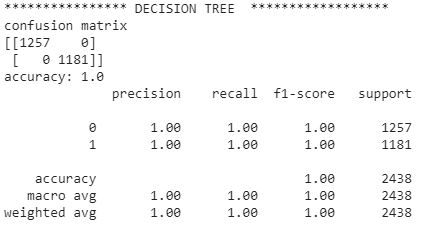 **************** DECISION TREE ******************
confusion matrix
[[1257 0]
[ 0 1181]]
accuracy: 1.0
precision recall f1-score support
0 1.00 1.00 1.00 1257
1 1.00 1.00 1.00 1181
accuracy 1.00 2438
macro avg 1.00 1.00 1.00 2438
weighted avg 1.00 1.00 1.00 2438